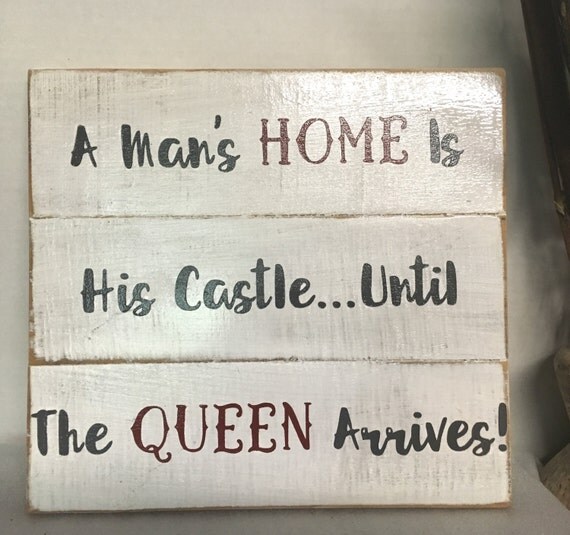 A Man's HOME Is
His Castle...Until
The QUEEN Arrives!